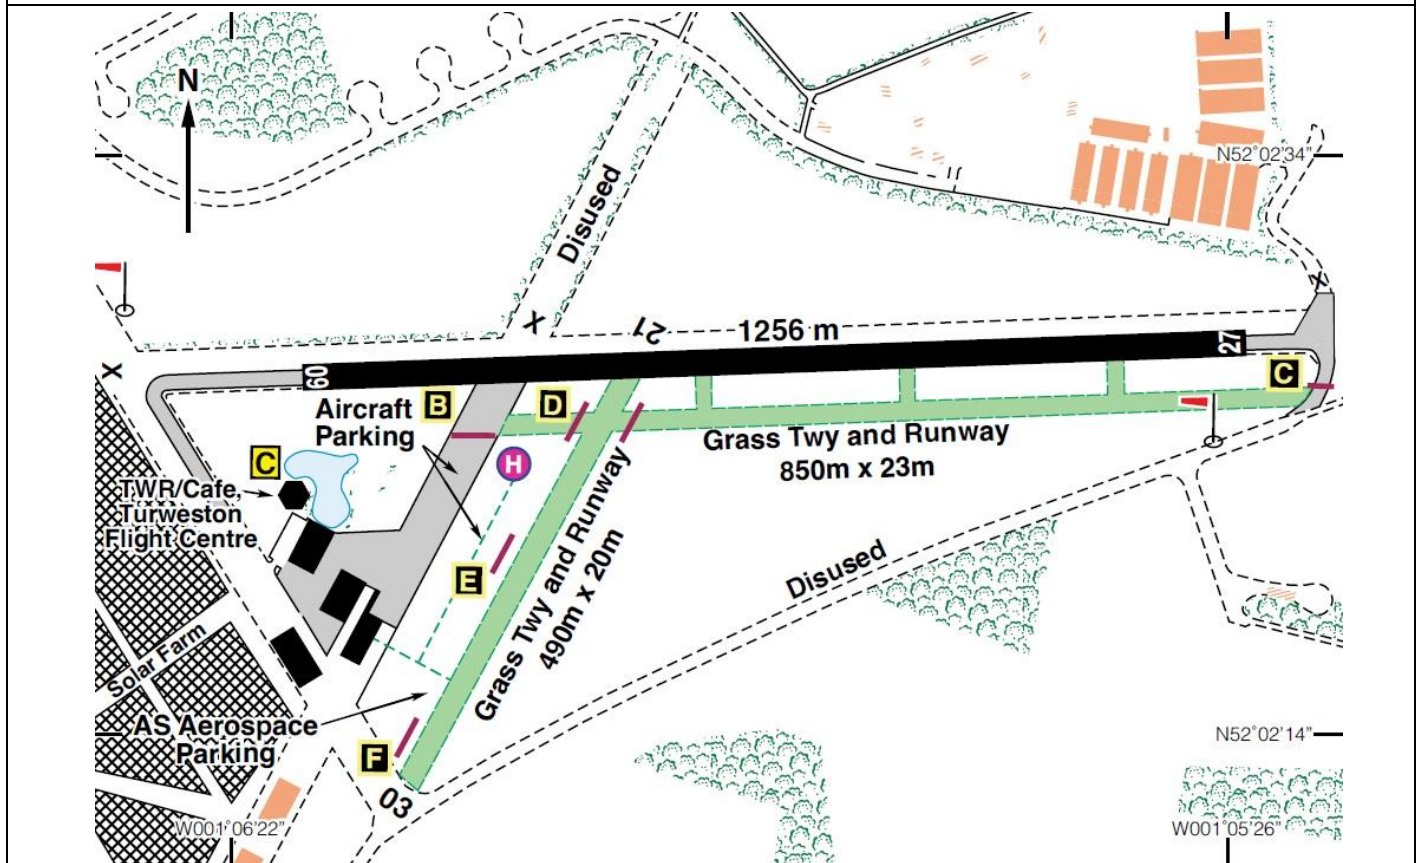 N
N52°02'34"
Disused
X
X
21
1256 m
27
09
X
C
Aircraft
Parking
B
D
Grass Twy and Runway
850m x 23m
C
H
TWR/Cafe,
Turweston
Flight Centre
E
Grass Twy and Runway
490m x 20m
Disused
Solar Farm
AS Aerospace
Parking
F
03
N52°02'14"
W001°06'22"
W001°05'26"